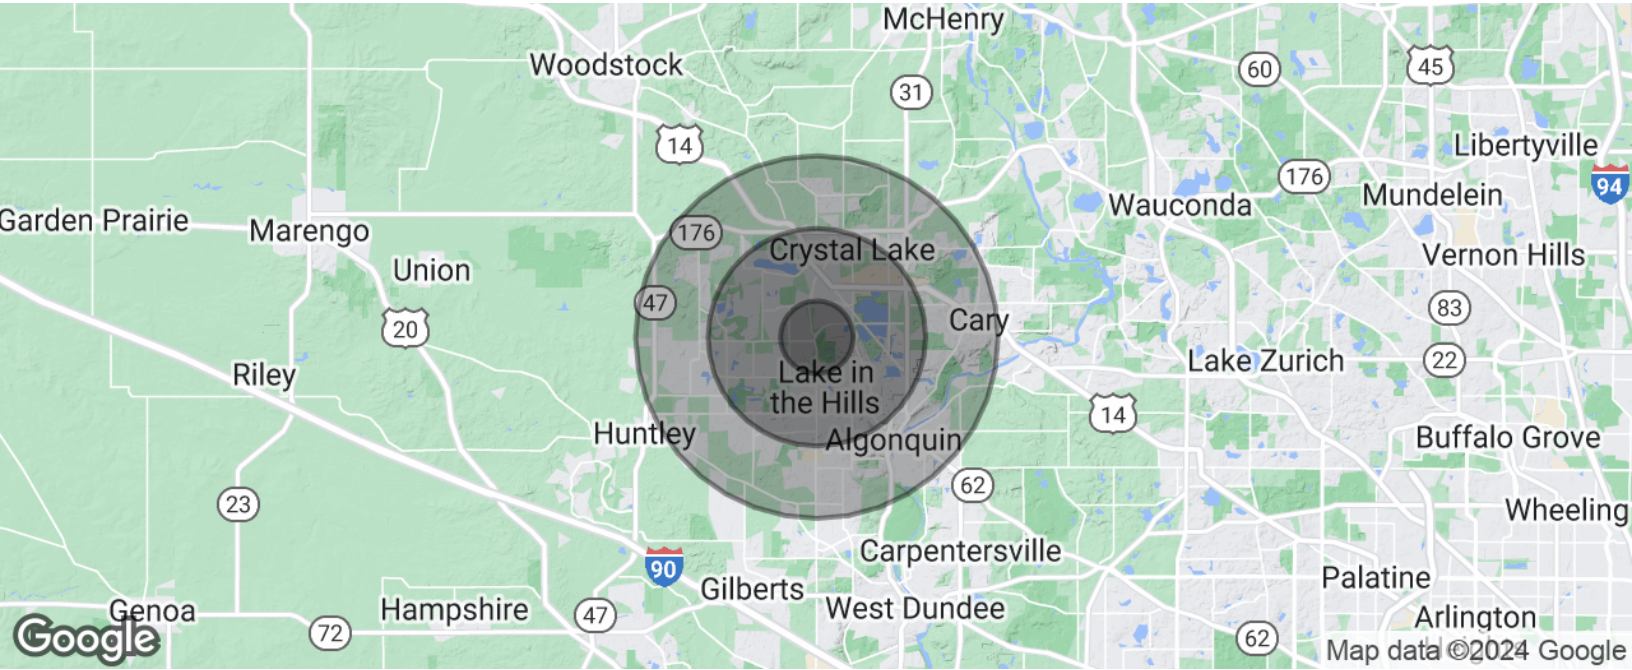 McHenry
Woodstock
60
45
31
14
Libertyville
176
94
Mundelein
Wauconda
Garden Prairie
Marengo
176
Crystal Lake
Vernon Hills
Union
47
83
Cary
20
Lake Zurich
22
Riley
Lake in
the Hills
14
Huntley
Algonquin
Buffalo Grove
62
23
Wheeling
Carpentersville
90
Palatine
Gilberts
Genoa
Hampshire
West Dundee
47
Arlington
72
62
Google
Map data ©2024 Google